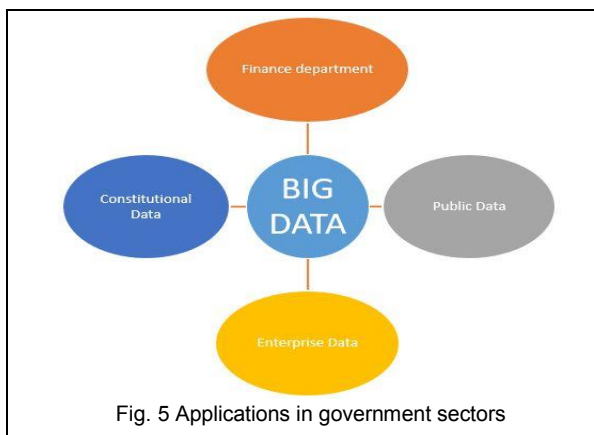 Finance department
Constitutional
Data
BIG
DATA
Public Data
Enterprise Data
Fig. 5 Applications in government sectors